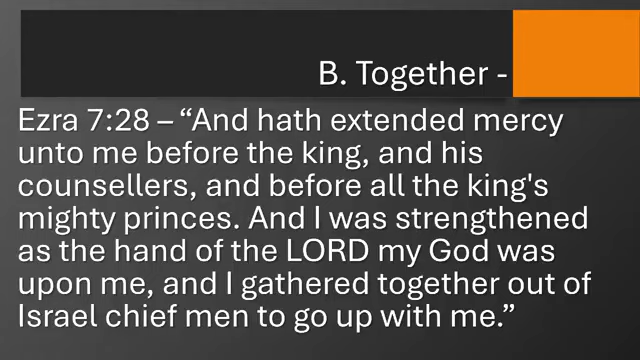 B. Together -
Ezra 7:28 – “And hath extended mercy
unto me before the king, and his
counsellers, and before all the king's
mighty princes. And I was strengthened
as the hand of the LORD my God was
upon me, and I gathered together out of
Israel chief men to go up with me.”